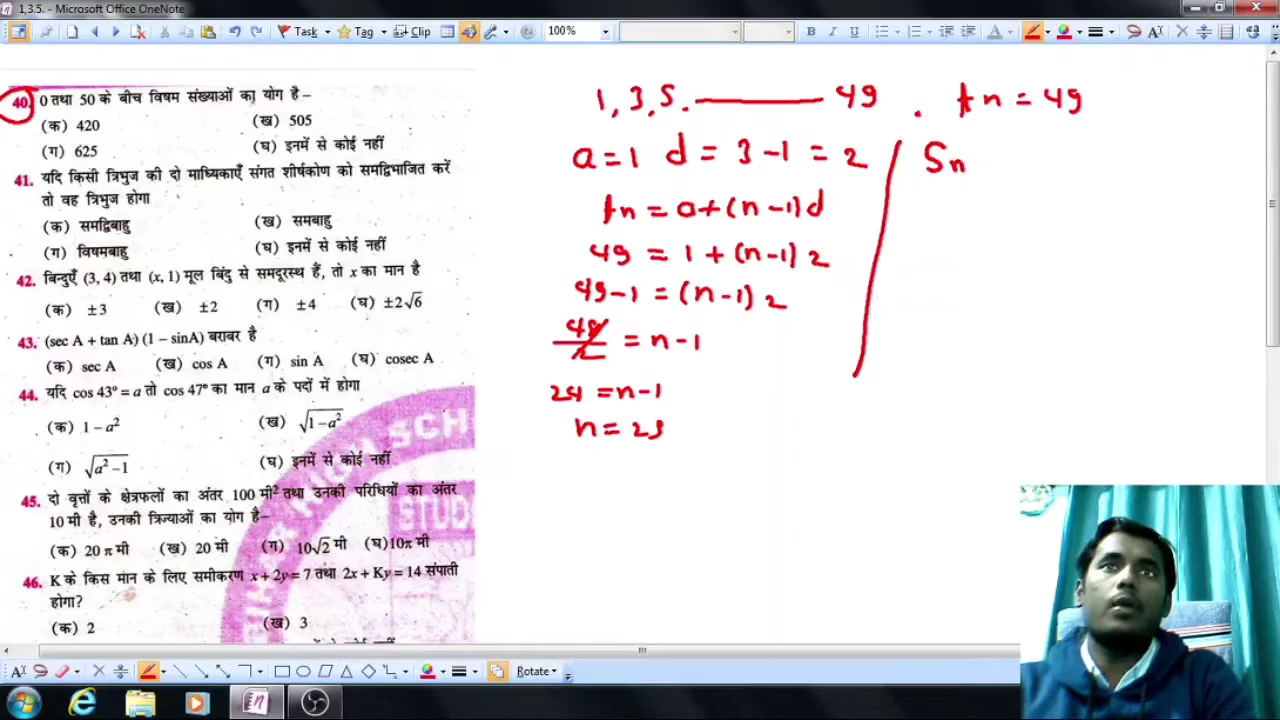 1,3,5. - Microsoft Office OneNote
Task Tag Clip 100%
40. 0 तथा 50 के बीच विषम संख्याओं का योग है–
(क) 420 (ख) 505
(ग) 625 (घ) इनमें से कोई नहीं
41. यदि किसी त्रिभुज की दो माध्यिकाएँ संगत शीर्षकोण को समद्विभाजित करें
तो वह त्रिभुज होगा
(क) समद्विबाहु (ख) समबाहु
(ग) विषमबाहु (घ) इनमें से कोई नहीं
42. बिन्दुएँ (3, 4) तथा (x, 1) मूल बिंदु से समदूरस्थ हैं, तो x का मान है
(क) ±3 (ख) ±2 (ग) ±4 (घ) ±2√6
43. (sec A + tan A) (1 – sinA) बराबर है
(क) sec A (ख) cos A (ग) sin A (घ) cosec A
44. यदि cos 43° = a तो cos 47° का मान a के पदों में होगा
(क) 1 – a² (ख) √1–a²
(ग) √a²–1 (घ) इनमें से कोई नहीं
45. दो वृत्तों के क्षेत्रफलों का अंतर 100 मी² तथा उनकी परिधियों का अंतर
10 मी है, उनकी त्रिज्याओं का योग है–
(क) 20 π मी (ख) 20 मी (ग) 10√2 मी (घ) 10π मी
46. K के किस मान के लिए समीकरण x + 2y = 7 तथा 2x + Ky = 14 संपाती
होगा?
(क) 2 (ख) 3
1, 3, 5. 49 . tn = 49
a = 1 d = 3 - 1 = 2
tn = a + (n - 1) d
49 = 1 + (n - 1) 2
49 - 1 = (n - 1) 2
48/2 = n - 1
24 = n - 1
n = 25
Sn
HIGH SCH
STUD
Rotate